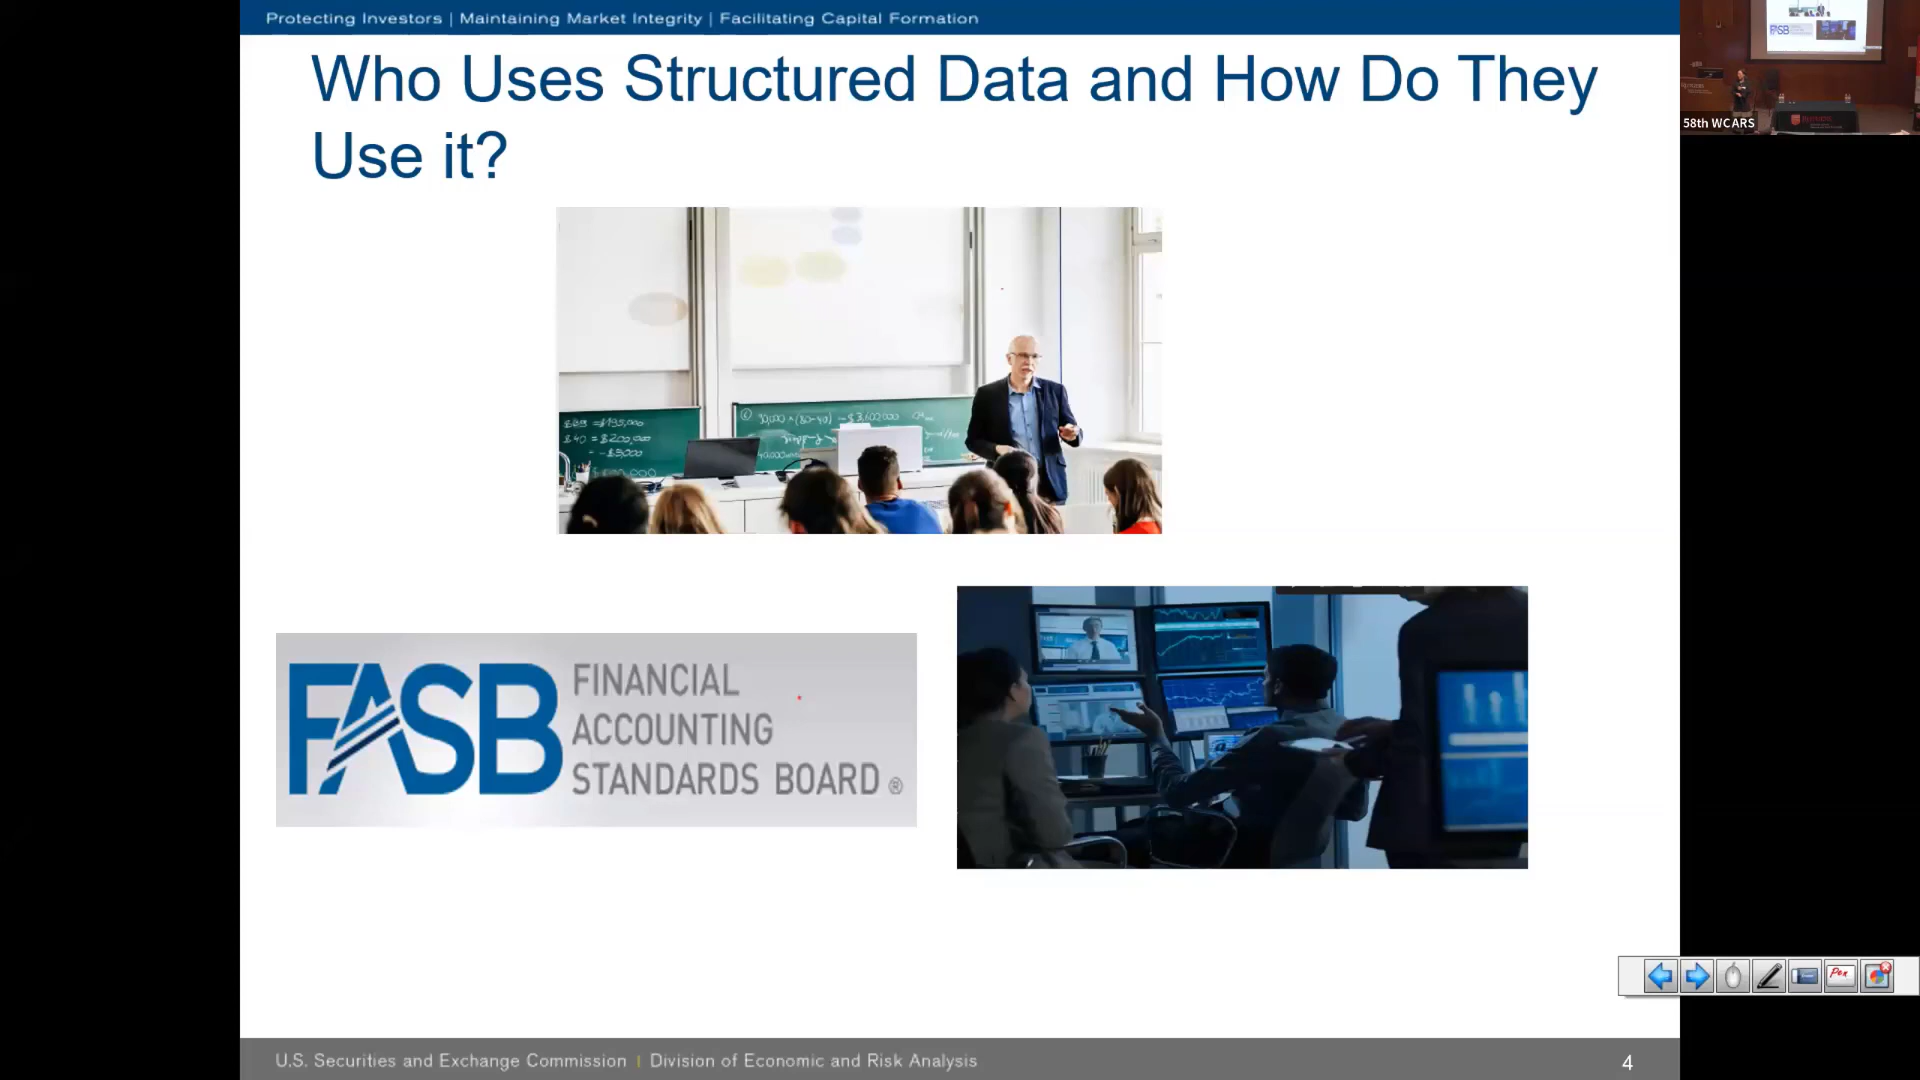 Protecting Investors | Maintaining Market Integrity | Facilitating Capital Formation
Who Uses Structured Data and How Do They
Use it?
58th WCARS
FASB
FINANCIAL
ACCOUNTING
STANDARDS BOARD ®
Pen
U.S. Securities and Exchange Commission | Division of Economic and Risk Analysis
4